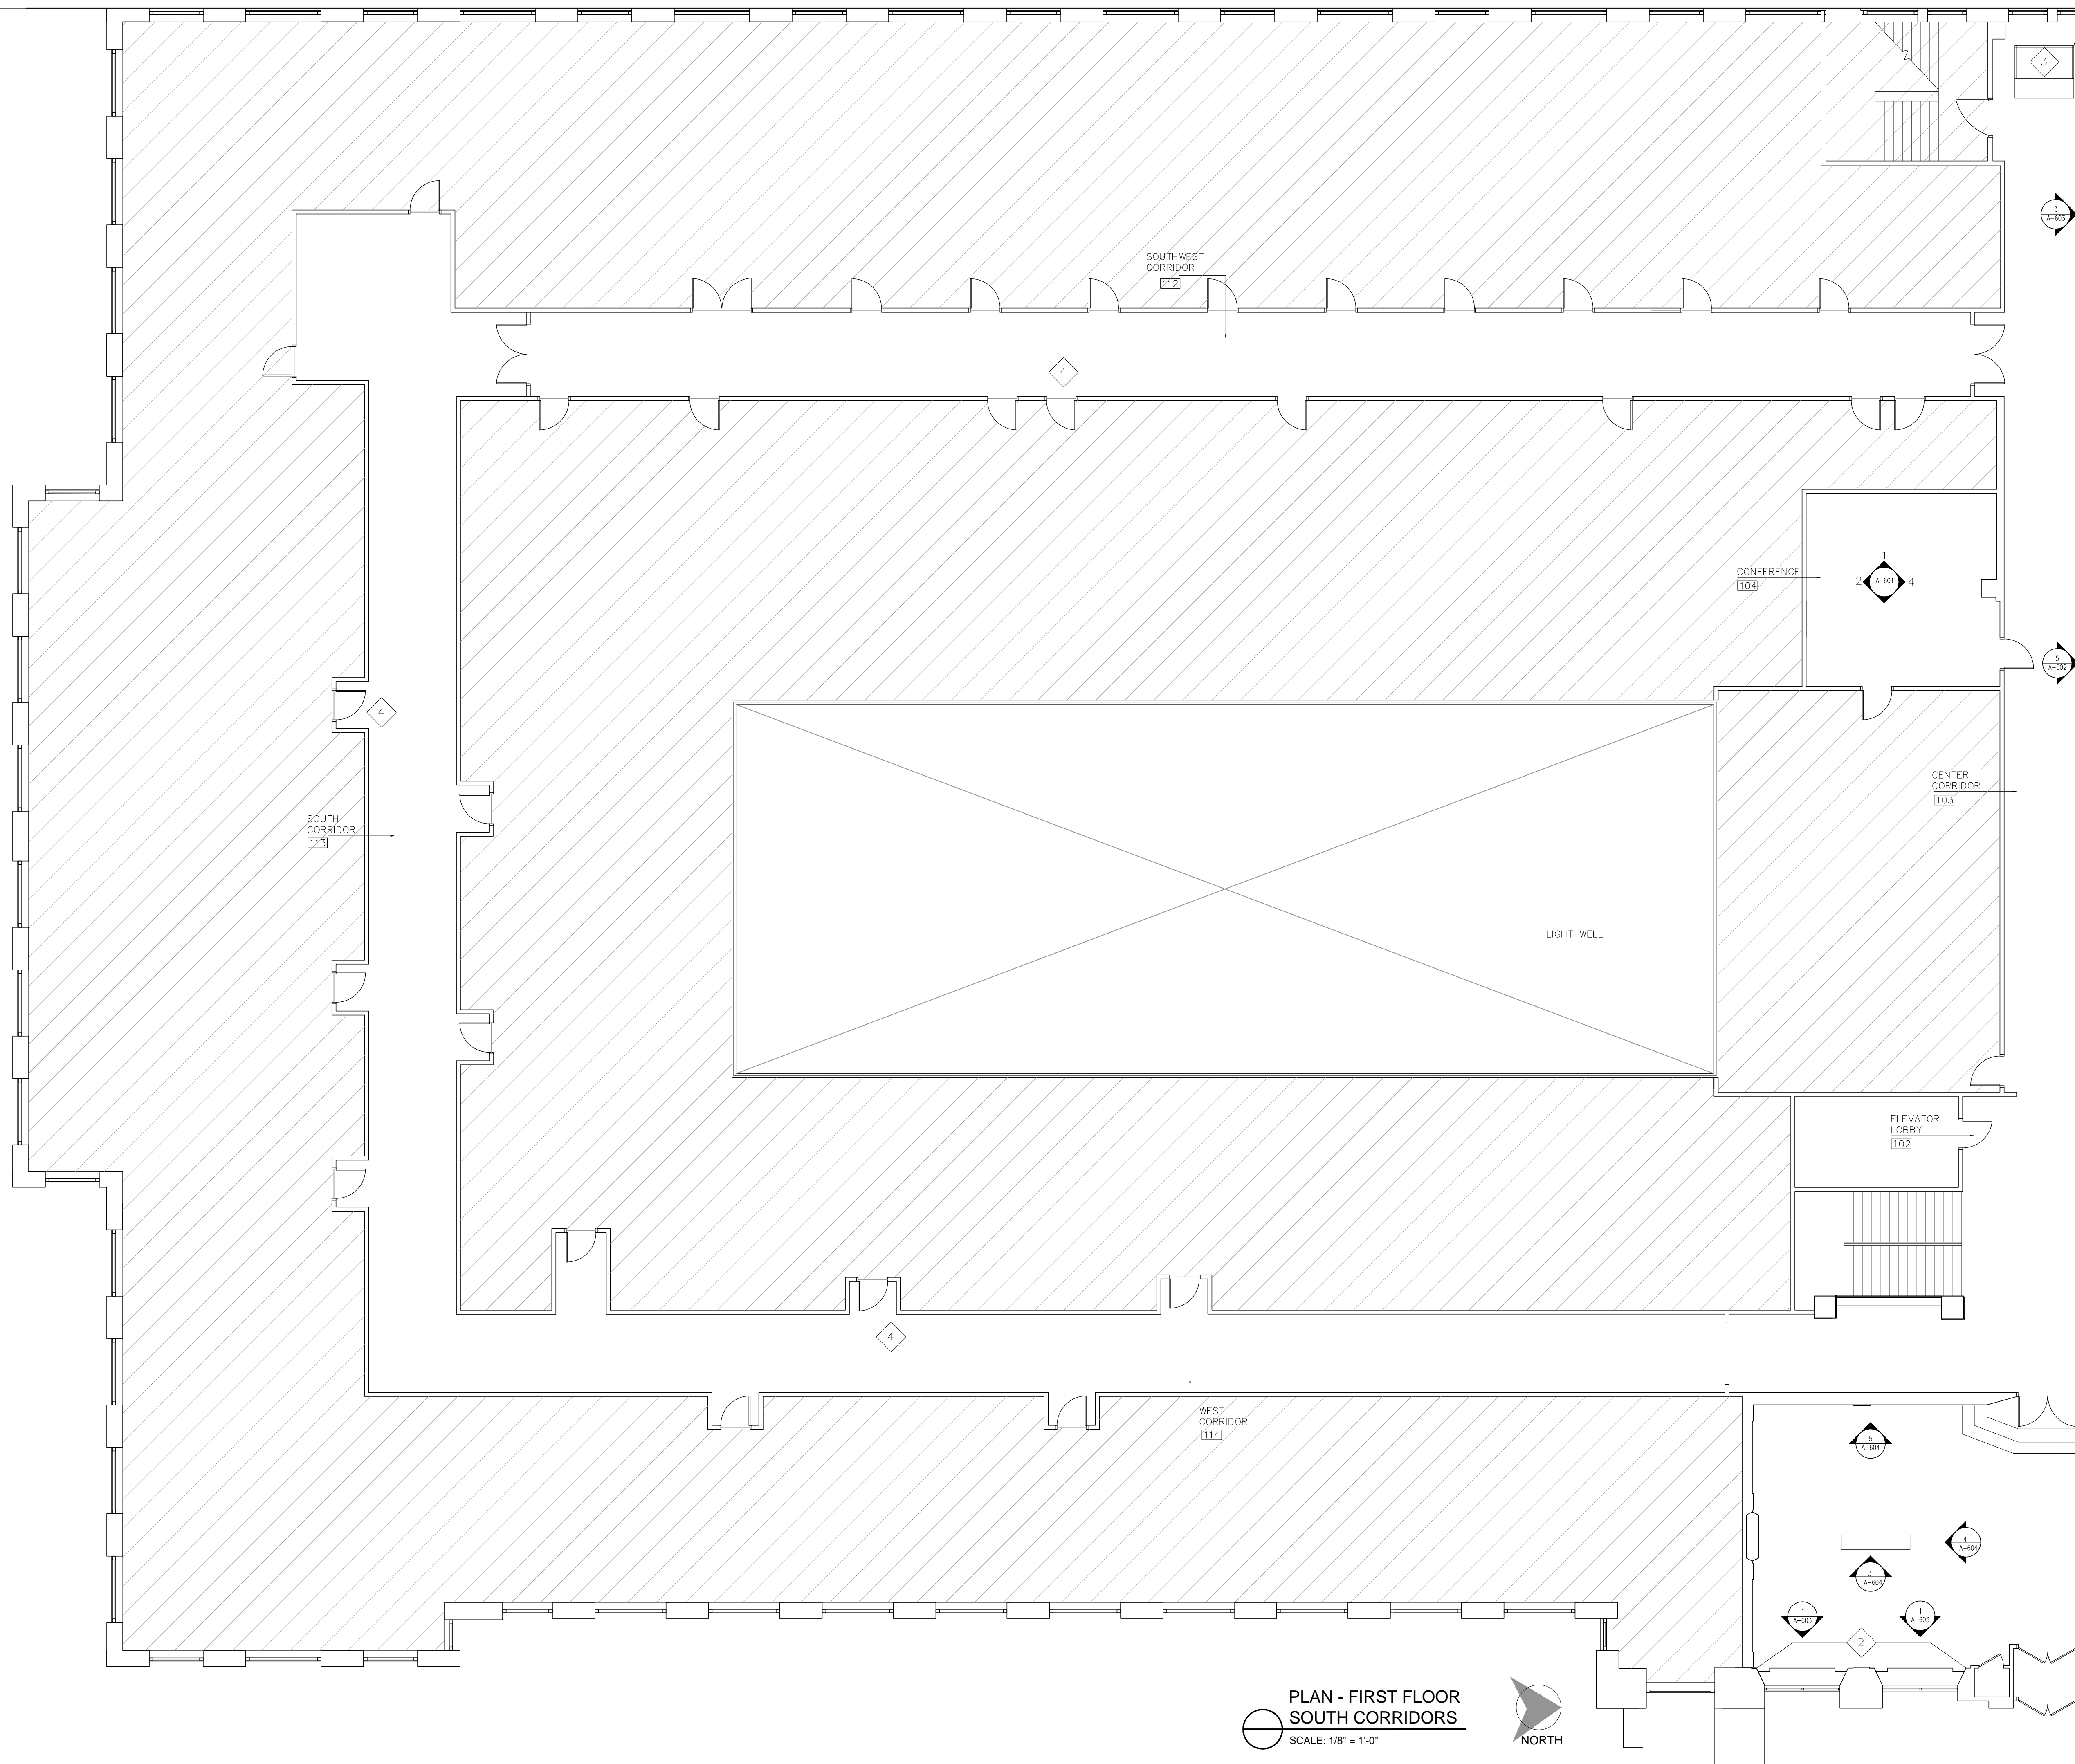 3
3
A-603
SOUTHWEST
CORRIDOR
112
4
CONFERENCE
104
1
2
A-601
4
5
A-602
4
CENTER
CORRIDOR
103
SOUTH
CORRIDOR
113
LIGHT WELL
ELEVATOR
LOBBY
102
4
WEST
CORRIDOR
114
5
A-604
4
A-604
3
A-604
1
A-603
1
A-603
2
PLAN - FIRST FLOOR
SOUTH CORRIDORS
SCALE: 1/8" = 1'-0"
NORTH